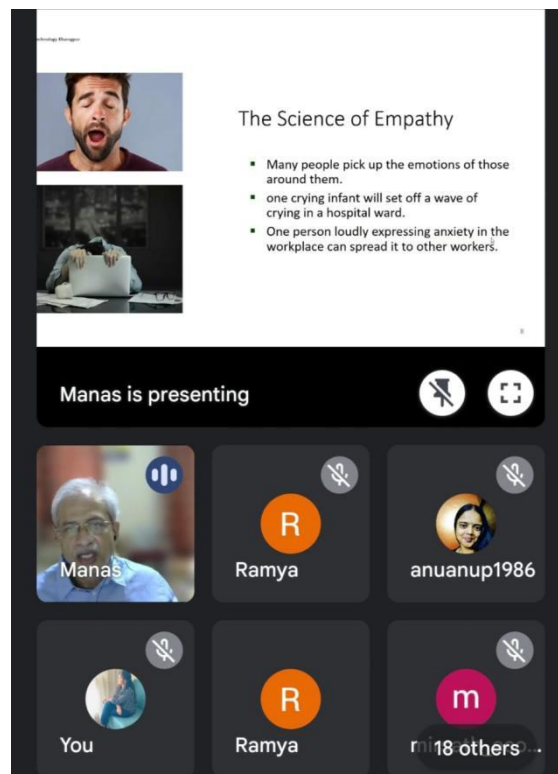 The Science of Empathy
Many people pick up the emotions of those
around them.
one crying infant will set off a wave of
crying in a hospital ward.
One person loudly expressing anxiety in the
workplace can spread it to other workers.
Manas is presenting
Manas
R
Ramya
anuanup1986
You
R
Ramya
m
18 others